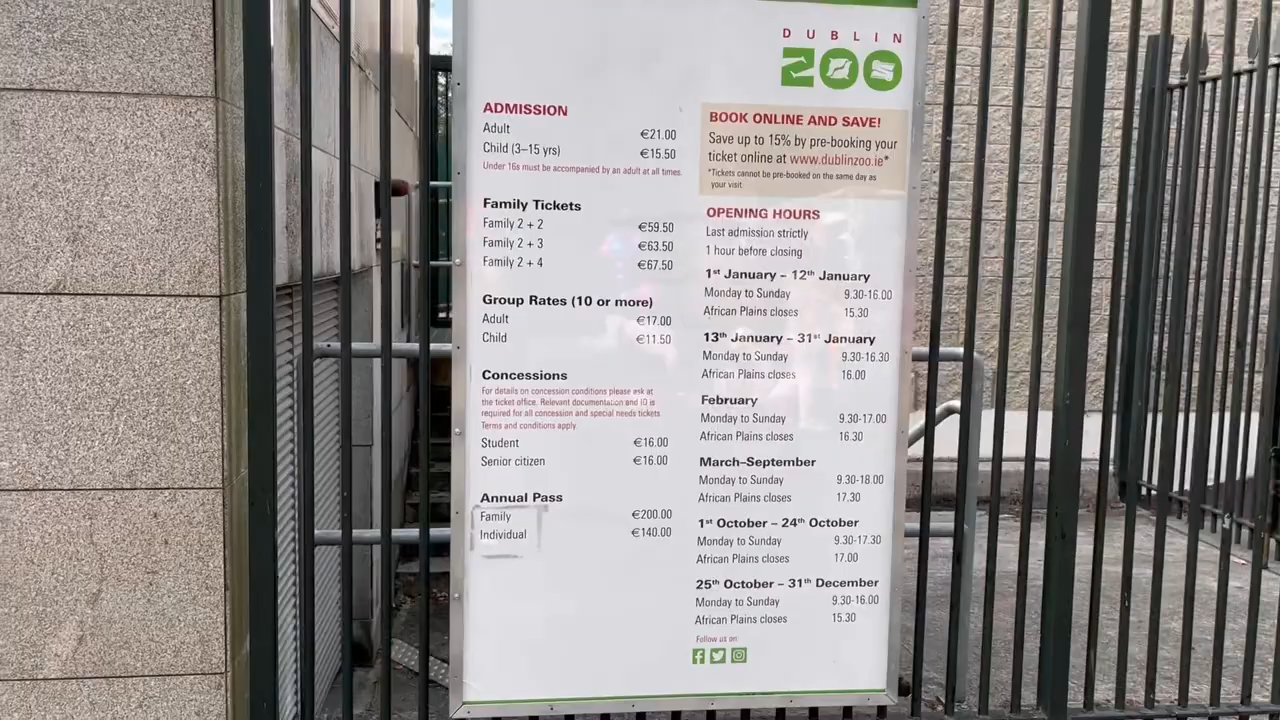 DUBLIN
ZOO
ADMISSION
Adult €21.00
Child (3–15 yrs) €15.50
Under 16s must be accompanied by an adult at all times.
Family Tickets
Family 2 + 2 €59.50
Family 2 + 3 €63.50
Family 2 + 4 €67.50
Group Rates (10 or more)
Adult €17.00
Child €11.50
Concessions
For details on concession conditions please ask at
the ticket office. Relevant documentation and ID is
required for all concession and special needs tickets
Terms and conditions apply.
Student €16.00
Senior citizen €16.00
Annual Pass
Family €200.00
Individual €140.00
BOOK ONLINE AND SAVE!
Save up to 15% by pre-booking your
ticket online at www.dublinzoo.ie*
*Tickets cannot be pre-booked on the same day as
your visit.
OPENING HOURS
Last admission strictly
1 hour before closing
1st January – 12th January
Monday to Sunday 9.30-16.00
African Plains closes 15.30
13th January – 31st January
Monday to Sunday 9.30-16.30
African Plains closes 16.00
February
Monday to Sunday 9.30-17.00
African Plains closes 16.30
March–September
Monday to Sunday 9.30-18.00
African Plains closes 17.30
1st October – 24th October
Monday to Sunday 9.30-17.30
African Plains closes 17.00
25th October – 31th December
Monday to Sunday 9.30-16.00
African Plains closes 15.30
Follow us on: